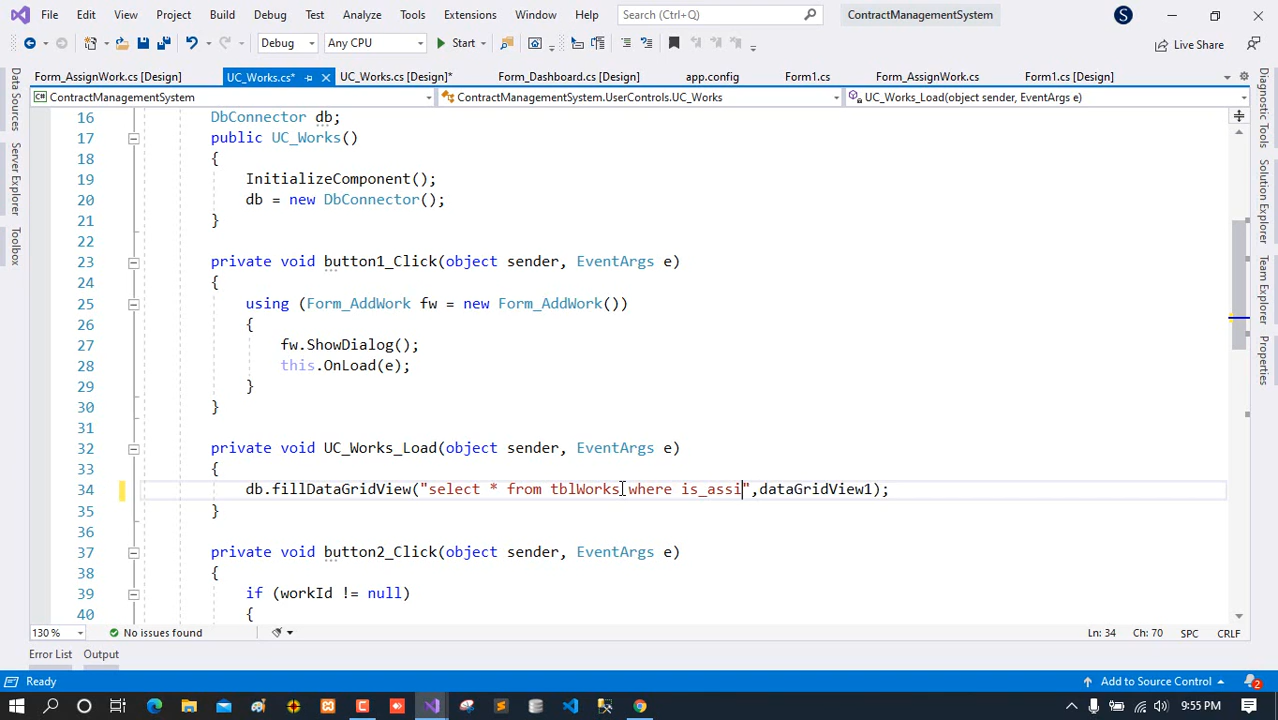 File Edit View Project Build Debug Test Analyze Tools Extensions Window Help Search (Ctrl+Q) ContractManagementSystem S
Debug Any CPU Start Live Share
Form_AssignWork.cs [Design] UC_Works.cs* UC_Works.cs [Design]* Form_Dashboard.cs [Design] app.config Form1.cs Form_AssignWork.cs Form1.cs [Design]
ContractManagementSystem ContractManagementSystem.UserControls.UC_Works UC_Works_Load(object sender, EventArgs e)
Data Sources
Server Explorer
Toolbox
16 DbConnector db;
17 public UC_Works()
18 {
19 InitializeComponent();
20 db = new DbConnector();
21 }
22
23 private void button1_Click(object sender, EventArgs e)
24 {
25 using (Form_AddWork fw = new Form_AddWork())
26 {
27 fw.ShowDialog();
28 this.OnLoad(e);
29 }
30 }
31
32 private void UC_Works_Load(object sender, EventArgs e)
33 {
34 db.fillDataGridView("select * from tblWorks where is_assi",dataGridView1);
35 }
36
37 private void button2_Click(object sender, EventArgs e)
38 {
39 if (workId != null)
40 {
Diagnostic Tools
Solution Explorer
Team Explorer
Properties
130 % No issues found Ln: 34 Ch: 70 SPC CRLF
Error List Output
Ready Add to Source Control 2
9:55 PM